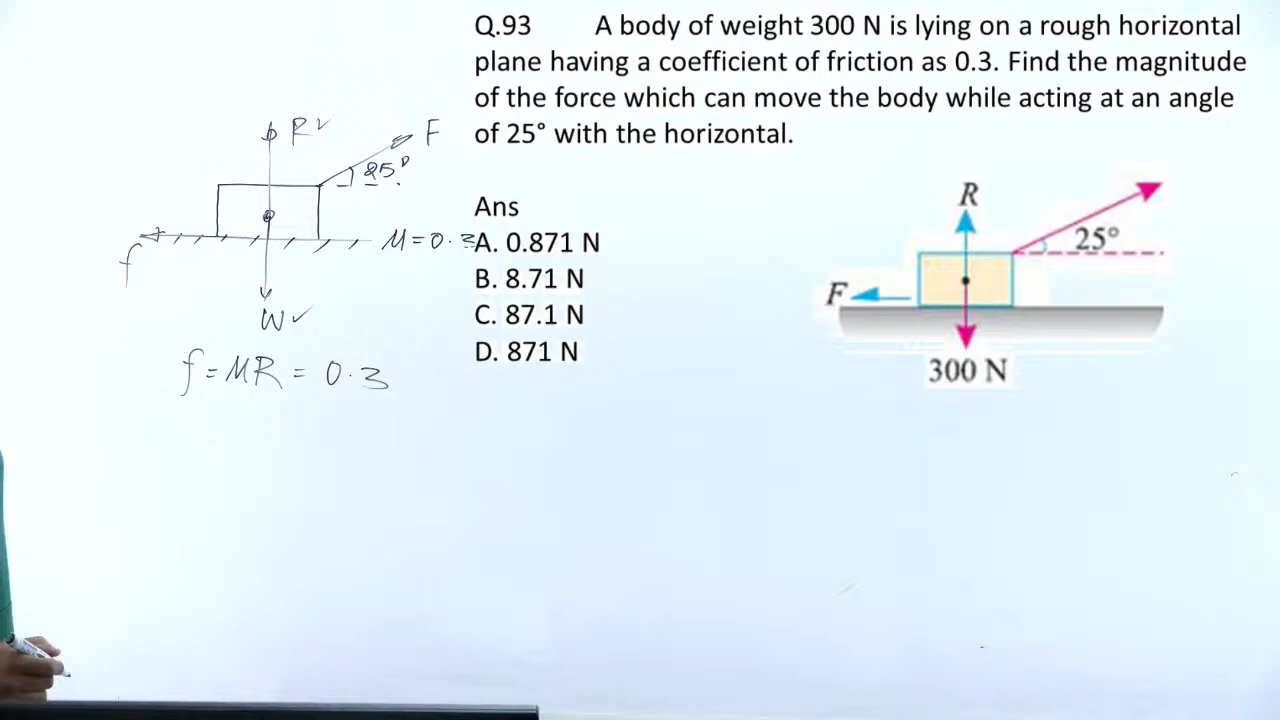 Q.93 A body of weight 300 N is lying on a rough horizontal
plane having a coefficient of friction as 0.3. Find the magnitude
of the force which can move the body while acting at an angle
of 25° with the horizontal.
R✓
F
25°
f
M=0.3
W✓
f=MR= 0.3
Ans
A. 0.871 N
B. 8.71 N
C. 87.1 N
D. 871 N
R
25°
F
300 N